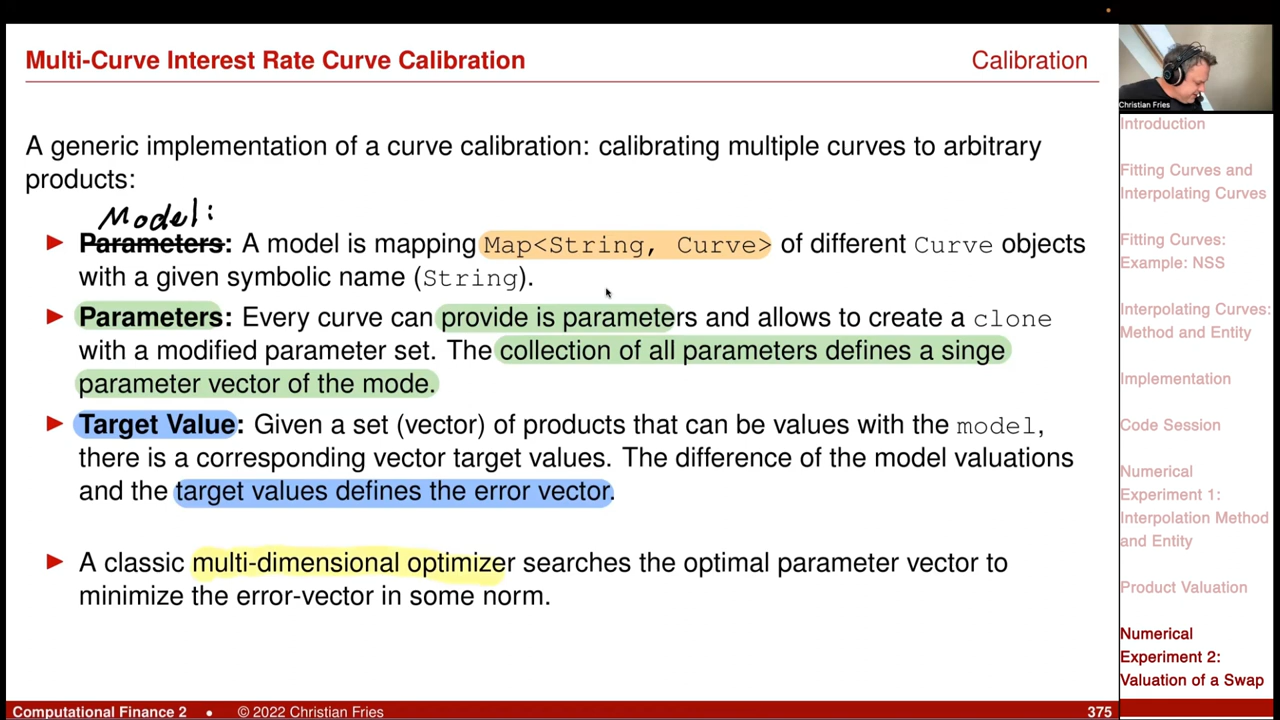 Multi-Curve Interest Rate Curve Calibration
Calibration
A generic implementation of a curve calibration: calibrating multiple curves to arbitrary
products:
Model:
Parameters: A model is mapping Map<String, Curve> of different Curve objects
with a given symbolic name (String).
Parameters: Every curve can provide is parameters and allows to create a clone
with a modified parameter set. The collection of all parameters defines a singe
parameter vector of the mode.
Target Value: Given a set (vector) of products that can be values with the model,
there is a corresponding vector target values. The difference of the model valuations
and the target values defines the error vector.
A classic multi-dimensional optimizer searches the optimal parameter vector to
minimize the error-vector in some norm.
Christian Fries
Introduction
Fitting Curves and
Interpolating Curves
Fitting Curves:
Example: NSS
Interpolating Curves:
Method and Entity
Implementation
Code Session
Numerical
Experiment 1:
Interpolation Method
and Entity
Product Valuation
Numerical
Experiment 2:
Valuation of a Swap
Computational Finance 2 • © 2022 Christian Fries
375